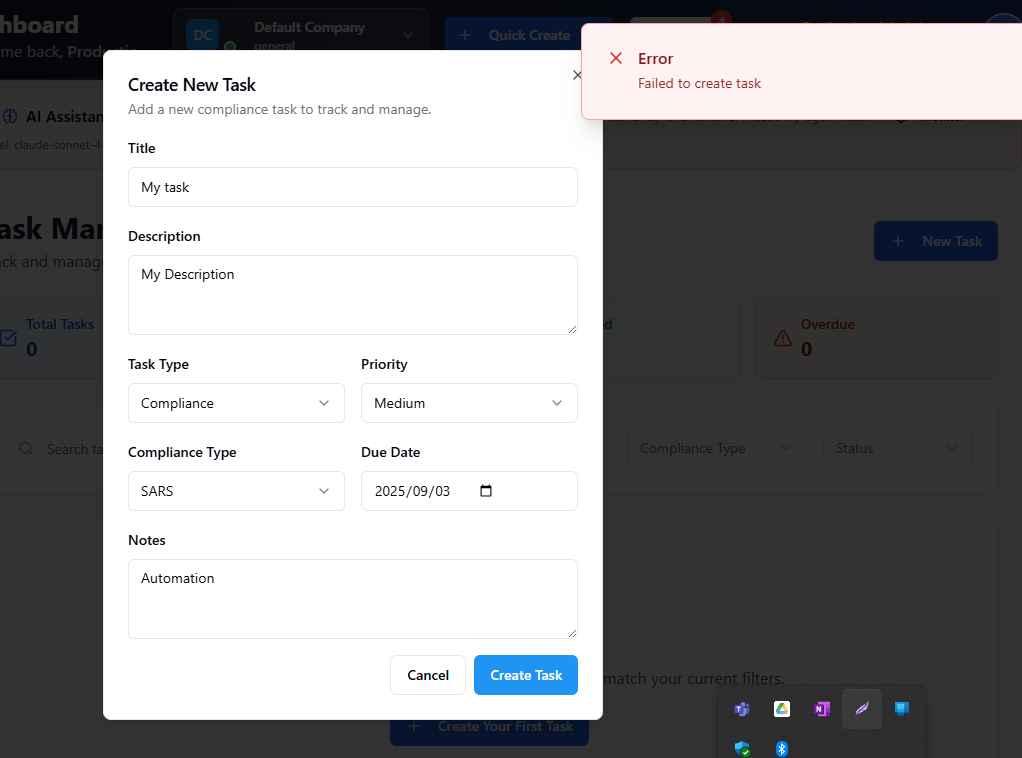 hboard
me back,
DC
Default Company
general
Quick Create
4
Error
Failed to create task
AI Assistan
el: claude-sonnet-4-
Create New Task
Add a new compliance task to track and manage.
Title
My task
Description
My Description
Task Type
Priority
Compliance
Medium
Compliance Type
Due Date
SARS
2025/09/03
Notes
Automation
Cancel
Create Task
ask Man
ck and manag
New Task
Total Tasks
0
d
Overdue
0
Search ta
Compliance Type
Status
match your current filters.
Create Your First Task